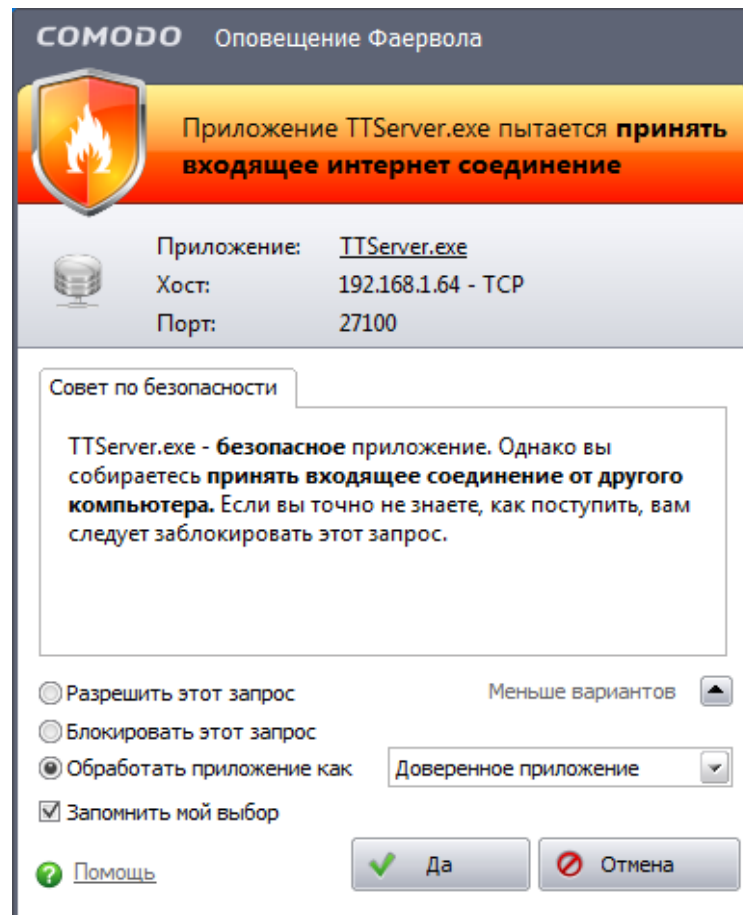 COMODO Оповещение Фаервола
Приложение TTServer.exe пытается принять
входящее интернет соединение
Приложение: TTServer.exe
Хост: 192.168.1.64 - TCP
Порт: 27100
Совет по безопасности
TTServer.exe - безопасное приложение. Однако вы
собираетесь принять входящее соединение от другого
компьютера. Если вы точно не знаете, как поступить, вам
следует заблокировать этот запрос.
Разрешить этот запрос Меньше вариантов
Блокировать этот запрос
Обработать приложение как Доверенное приложение
Запомнить мой выбор
? Помощь Да Отмена